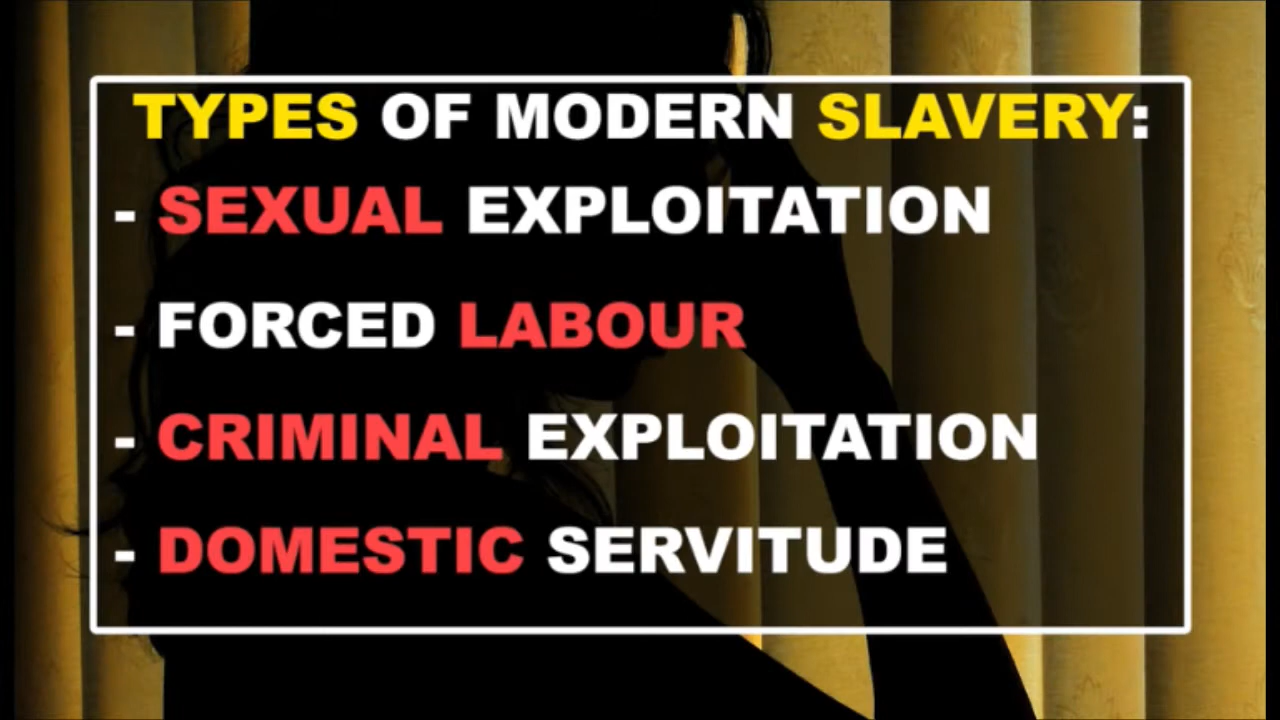 TYPES OF MODERN SLAVERY:
- SEXUAL EXPLOITATION
- FORCED LABOUR
- CRIMINAL EXPLOITATION
- DOMESTIC SERVITUDE